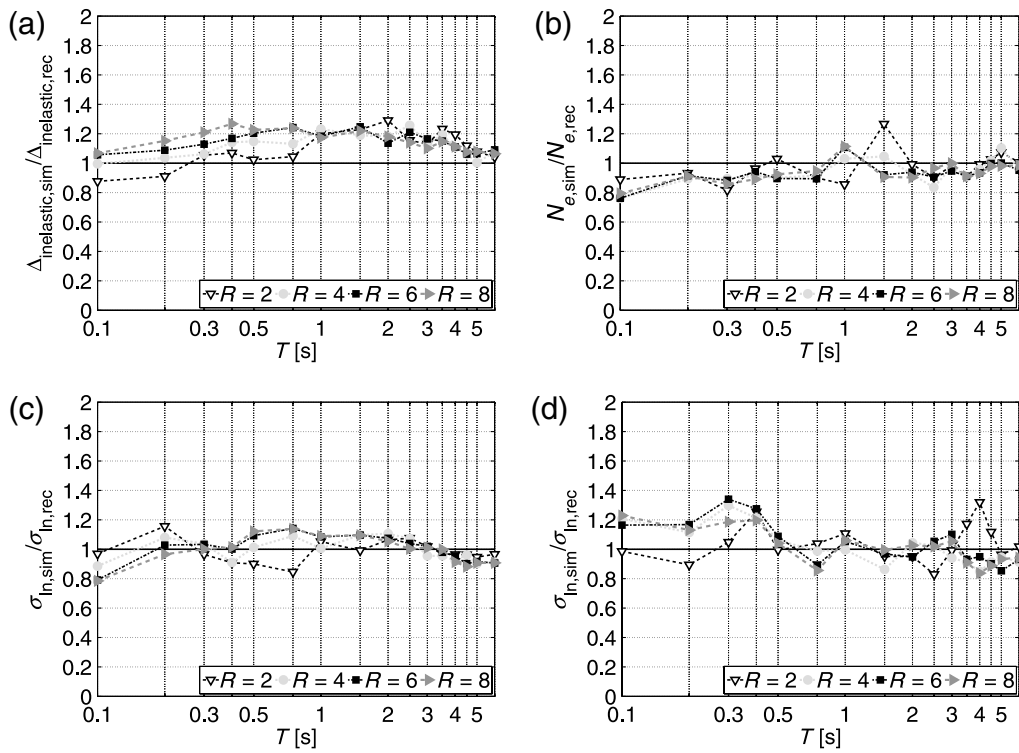 (a)
2
1.8
1.6
1.4
1.2
1
0.8
0.6
0.4
0.2
0
Δinelastic,sim/Δinelastic,rec
R = 2 R = 4 R = 6 R = 8
0.1 0.3 0.5 1 2 3 4 5
T [s]
(b)
2
1.8
1.6
1.4
1.2
1
0.8
0.6
0.4
0.2
0
Ne,sim/Ne,rec
R = 2 R = 4 R = 6 R = 8
0.1 0.3 0.5 1 2 3 4 5
T [s]
(c)
2
1.8
1.6
1.4
1.2
1
0.8
0.6
0.4
0.2
0
σln,sim/σln,rec
R = 2 R = 4 R = 6 R = 8
0.1 0.3 0.5 1 2 3 4 5
T [s]
(d)
2
1.8
1.6
1.4
1.2
1
0.8
0.6
0.4
0.2
0
σln,sim/σln,rec
R = 2 R = 4 R = 6 R = 8
0.1 0.3 0.5 1 2 3 4 5
T [s]